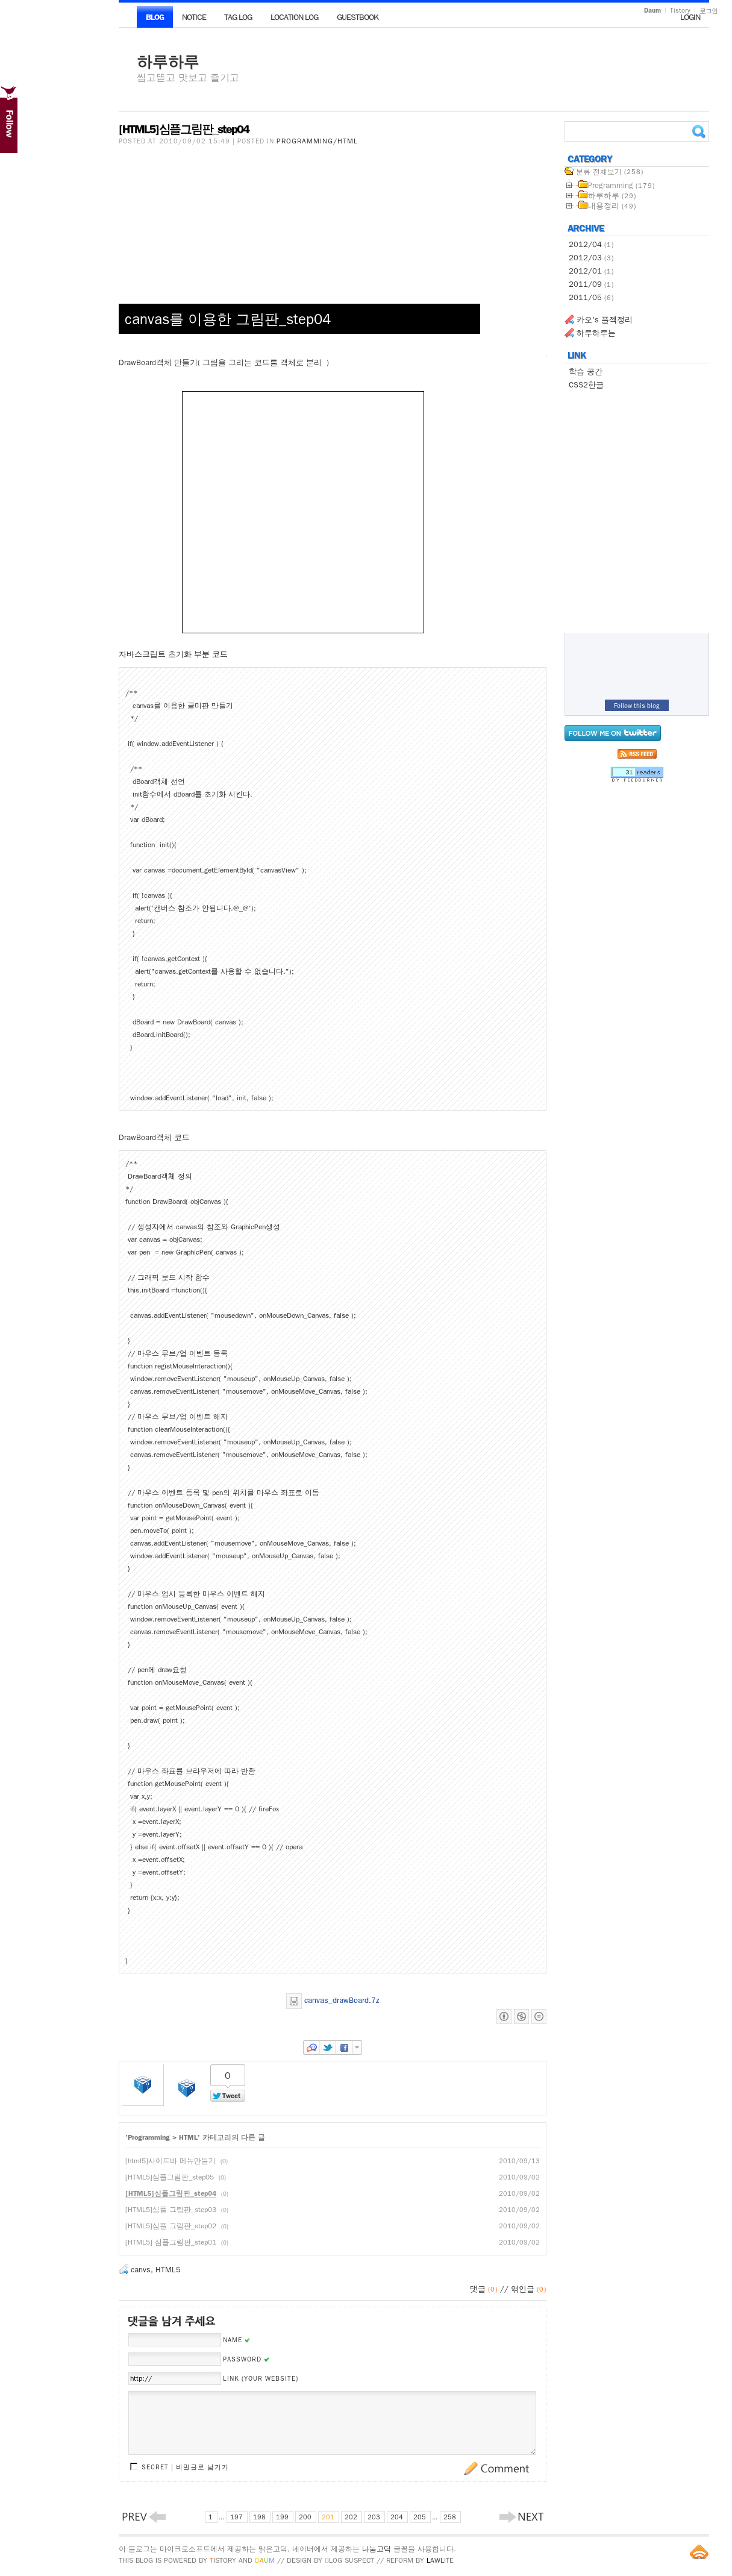 Daum | Tistory | 로그인
BLOG NOTICE TAG LOG LOCATION LOG GUESTBOOK LOGIN
하루하루
씹고뜯고 맛보고 즐기고
Follow
[HTML5]심플그림판_step04
POSTED AT 2010/09/02 15:49 | POSTED IN PROGRAMMING/HTML
canvas를 이용한 그림판_step04
DrawBoard객체 만들기( 그림을 그리는 코드를 객체로 분리 )
자바스크립트 초기화 부분 코드
/**
canvas를 이용한 글미판 만들기
*/
if( window.addEventListener ) {
/**
dBoard객체 선언
init함수에서 dBoard를 초기화 시킨다.
*/
var dBoard;
function init(){
var canvas =document.getElementById( "canvasView" );
if( !canvas ){
alert('캔버스 참조가 안됩니다.@_@');
return;
}
if( !canvas.getContext ){
alert("canvas.getContext를 사용할 수 없습니다.");
return;
}
dBoard = new DrawBoard( canvas );
dBoard.initBoard();
}
window.addEventListener( "load", init, false );
DrawBoard객체 코드
/**
DrawBoard객체 정의
*/
function DrawBoard( objCanvas ){
// 생성자에서 canvas의 참조와 GraphicPen생성
var canvas = objCanvas;
var pen = new GraphicPen( canvas );
// 그래픽 보드 시작 함수
this.initBoard =function(){
canvas.addEventListener( "mousedown", onMouseDown_Canvas, false );
}
// 마우스 무브/업 이벤트 등록
function registMouseInteraction(){
window.removeEventListener( "mouseup", onMouseUp_Canvas, false );
canvas.removeEventListener( "mousemove", onMouseMove_Canvas, false );
}
// 마우스 무브/업 이벤트 해지
function clearMouseInteraction(){
window.removeEventListener( "mouseup", onMouseUp_Canvas, false );
canvas.removeEventListener( "mousemove", onMouseMove_Canvas, false );
}
// 마우스 이벤트 등록 및 pen의 위치를 마우스 좌표로 이동
function onMouseDown_Canvas( event ){
var point = getMousePoint( event );
pen.moveTo( point );
canvas.addEventListener( "mousemove", onMouseMove_Canvas, false );
window.addEventListener( "mouseup", onMouseUp_Canvas, false );
}
// 마우스 업시 등록한 마우스 이벤트 해지
function onMouseUp_Canvas( event ){
window.removeEventListener( "mouseup", onMouseUp_Canvas, false );
canvas.removeEventListener( "mousemove", onMouseMove_Canvas, false );
}
// pen에 draw요청
function onMouseMove_Canvas( event ){
var point = getMousePoint( event );
pen.draw( point );
}
// 마우스 좌표를 브라우저에 따라 반환
function getMousePoint( event ){
var x,y;
if( event.layerX || event.layerY == 0 ){ // fireFox
x =event.layerX;
y =event.layerY;
} else if( event.offsetX || event.offsetY == 0 ){ // opera
x =event.offsetX;
y =event.offsetY;
}
return {x:x, y:y};
}
}
canvas_drawBoard.7z
0
Tweet
'Programming > HTML' 카테고리의 다른 글
[html5]사이드바 메뉴만들기 (0) 2010/09/13
[HTML5]심플그림판_step05 (0) 2010/09/02
[HTML5]심플그림판_step04 (0) 2010/09/02
[HTML5]심플 그림판_step03 (0) 2010/09/02
[HTML5]심플 그림판_step02 (0) 2010/09/02
[HTML5] 심플그림판_step01 (0) 2010/09/02
canvs, HTML5
댓글 (0) // 엮인글 (0)
댓글을 남겨 주세요
NAME
PASSWORD
http:// LINK (YOUR WEBSITE)
SECRET | 비밀글로 남기기
Comment
PREV 1 ... 197 198 199 200 201 202 203 204 205 ... 258 NEXT
이 블로그는 마이크로소프트에서 제공하는 맑은고딕, 네이버에서 제공하는 나눔고딕 글꼴을 사용합니다.
THIS BLOG IS POWERED BY TISTORY AND DAUM // DESIGN BY BLOG SUSPECT // REFORM BY LAWLITE
CATEGORY
분류 전체보기 (258)
Programming (179)
하루하루 (29)
내용정리 (49)
ARCHIVE
2012/04 (1)
2012/03 (3)
2012/01 (1)
2011/09 (1)
2011/05 (6)
카오's 플젝정리
하루하루는
LINK
학습 공간
CSS2한글
Follow this blog
FOLLOW ME ON twitter
RSS FEED
31 readers
BY FEEDBURNER